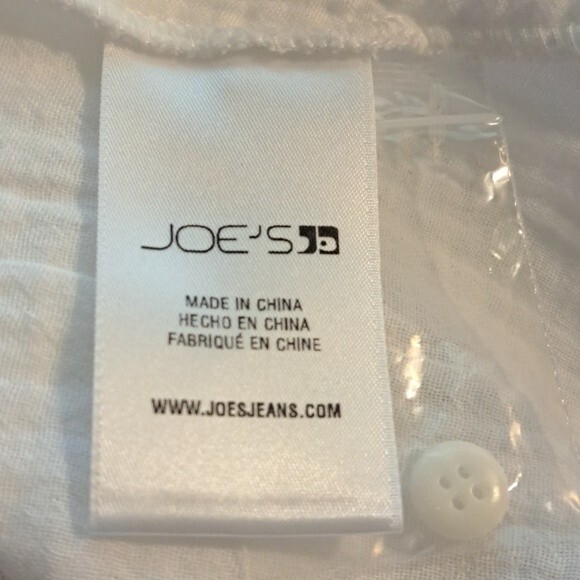 JOE'S
MADE IN CHINA
HECHO EN CHINA
FABRIQUÉ EN CHINE
WWW.JOESJEANS.COM